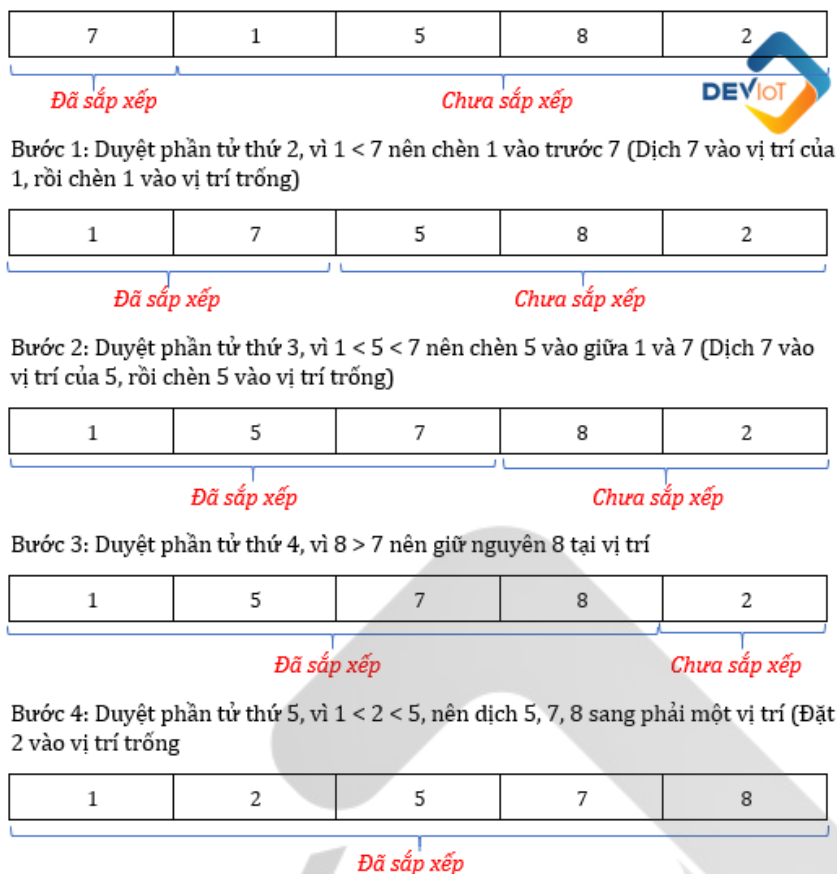 7 1 5 8 2
DEVIoT
Đã sắp xếp Chưa sắp xếp
Bước 1: Duyệt phần tử thứ 2, vì 1 < 7 nên chèn 1 vào trước 7 (Dịch 7 vào vị trí của
1, rồi chèn 1 vào vị trí trống)
1 7 5 8 2
Đã sắp xếp Chưa sắp xếp
Bước 2: Duyệt phần tử thứ 3, vì 1 < 5 < 7 nên chèn 5 vào giữa 1 và 7 (Dịch 7 vào
vị trí của 5, rồi chèn 5 vào vị trí trống)
1 5 7 8 2
Đã sắp xếp Chưa sắp xếp
Bước 3: Duyệt phần tử thứ 4, vì 8 > 7 nên giữ nguyên 8 tại vị trí
1 5 7 8 2
Đã sắp xếp Chưa sắp xếp
Bước 4: Duyệt phần tử thứ 5, vì 1 < 2 < 5, nên dịch 5, 7, 8 sang phải một vị trí (Đặt
2 vào vị trí trống
1 2 5 7 8
Đã sắp xếp